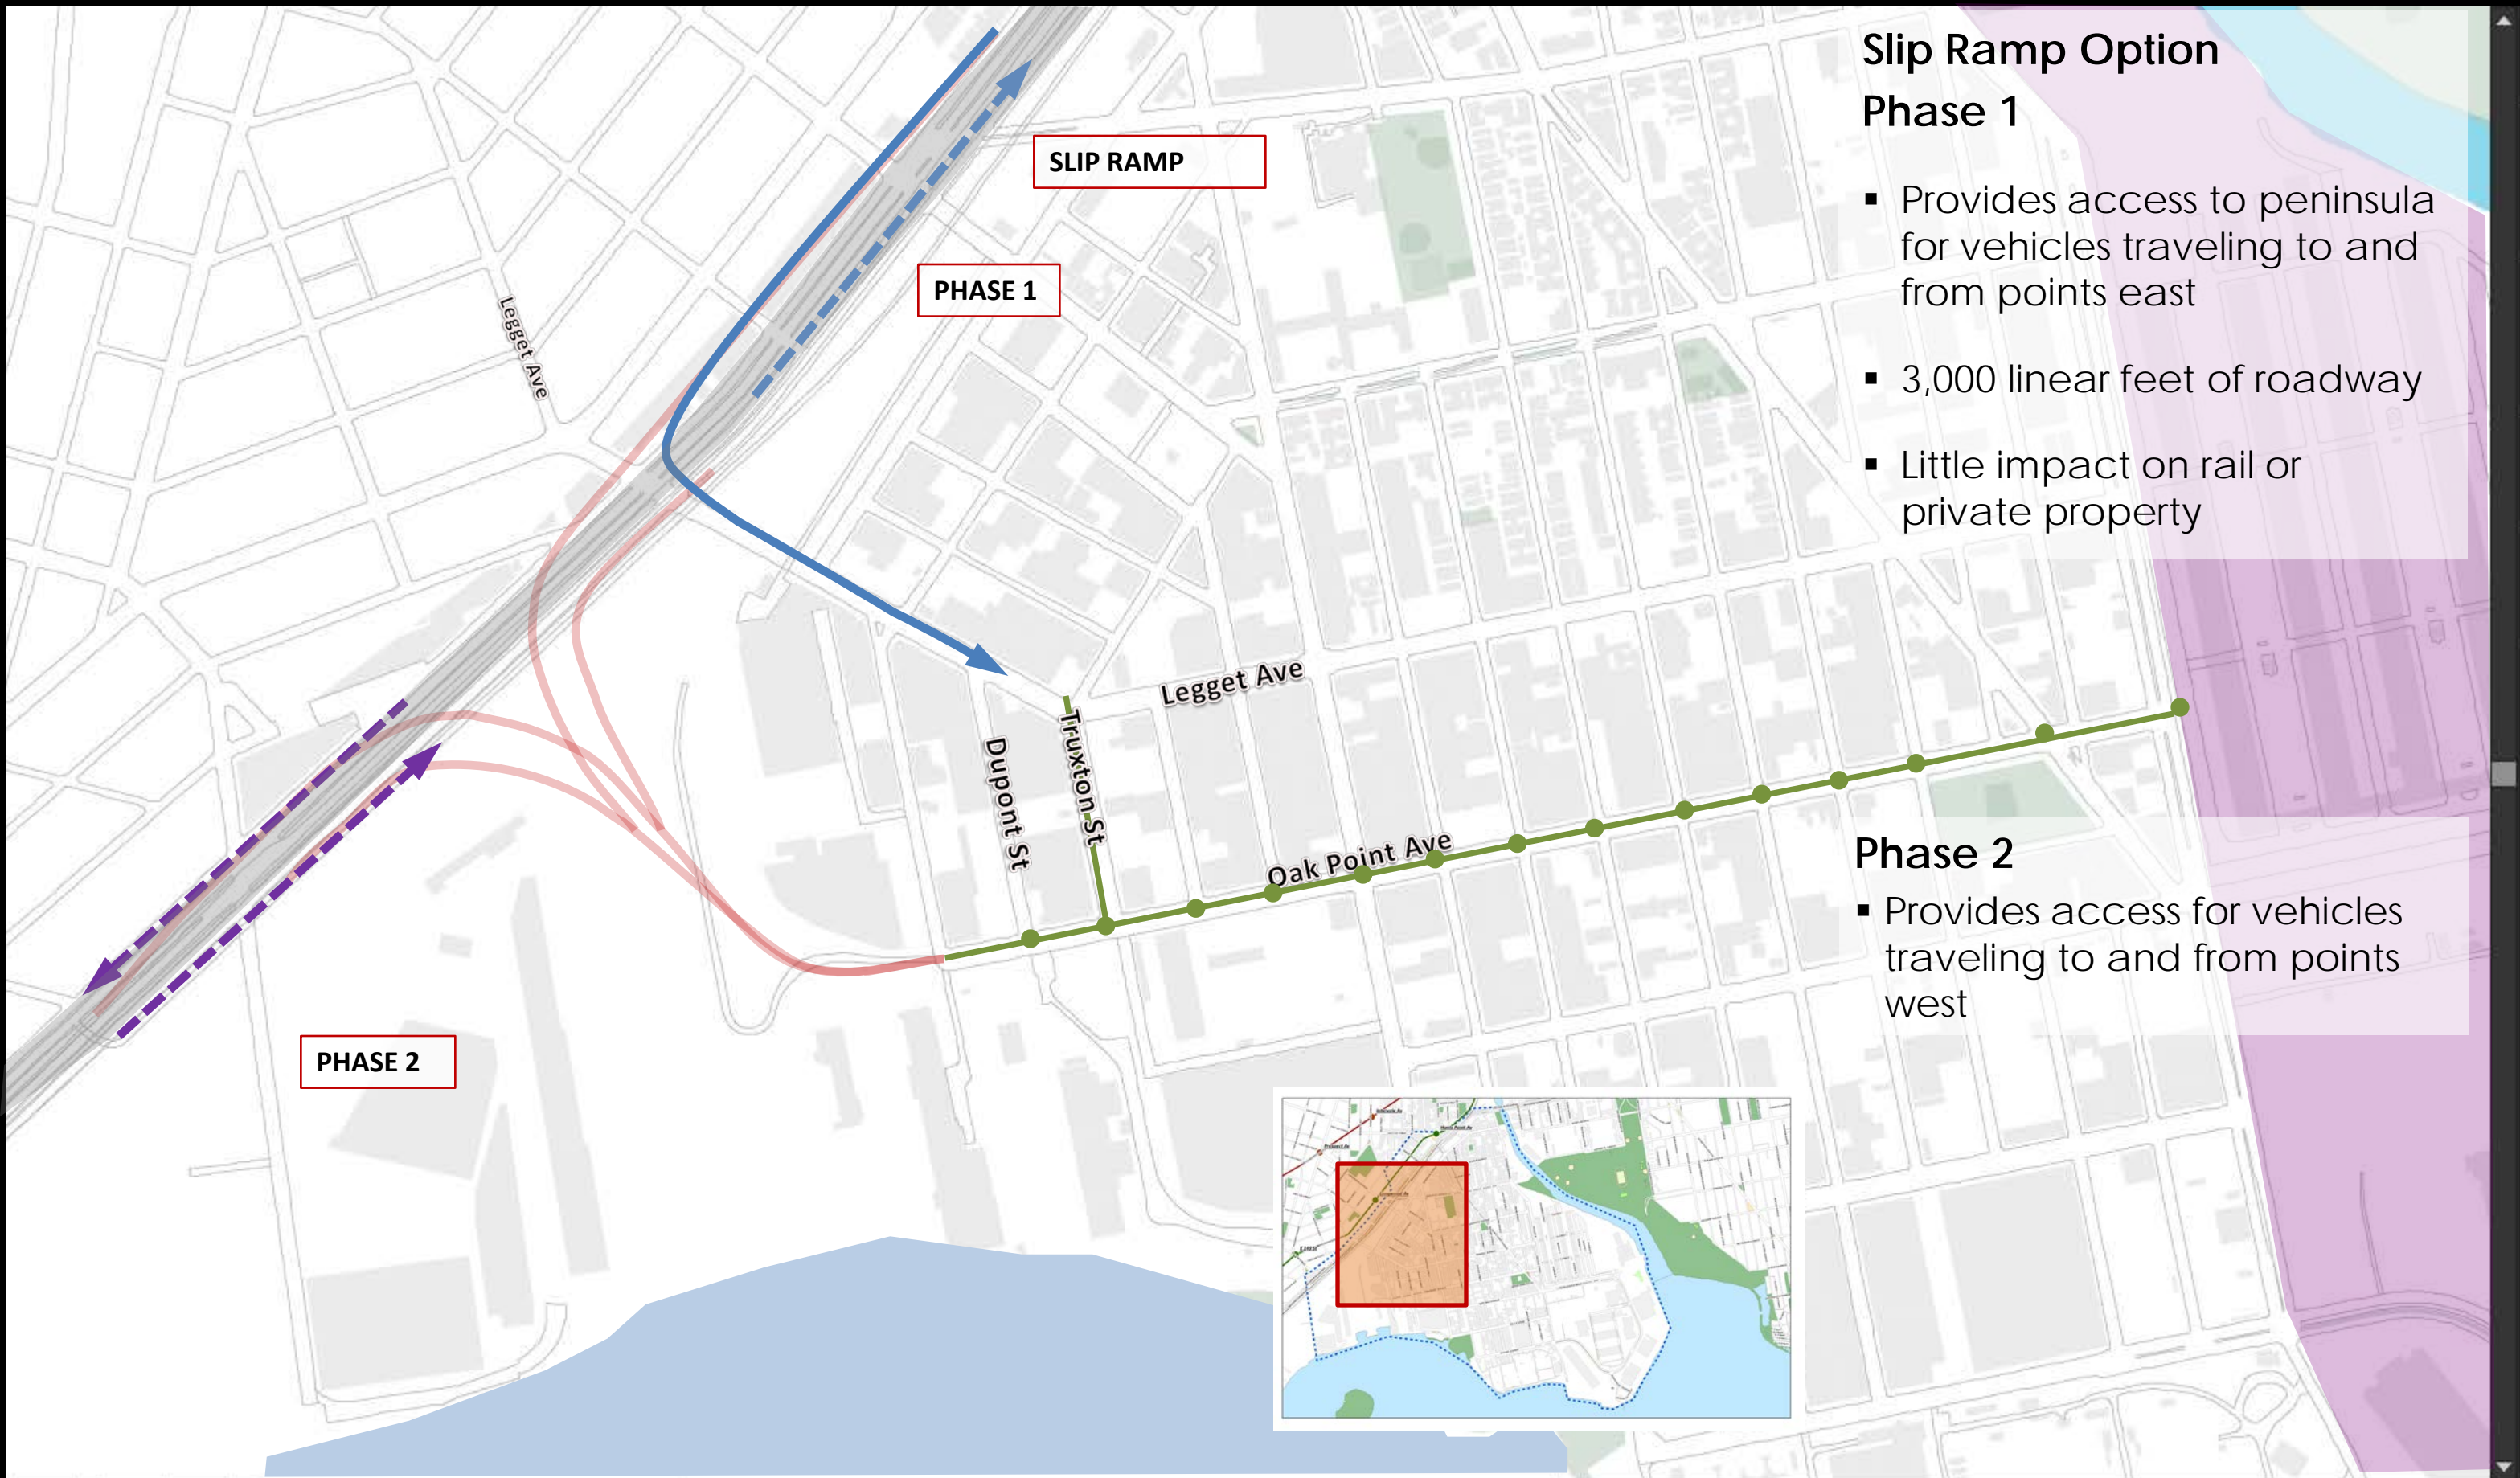 Slip Ramp Option
Phase 1
▪ Provides access to peninsula
for vehicles traveling to and
from points east
▪ 3,000 linear feet of roadway
▪ Little impact on rail or
private property
SLIP RAMP
PHASE 1
Legget Ave
Legget Ave
Truxton St
Dupont St
Oak Point Ave
Phase 2
▪ Provides access for vehicles
traveling to and from points
west
PHASE 2